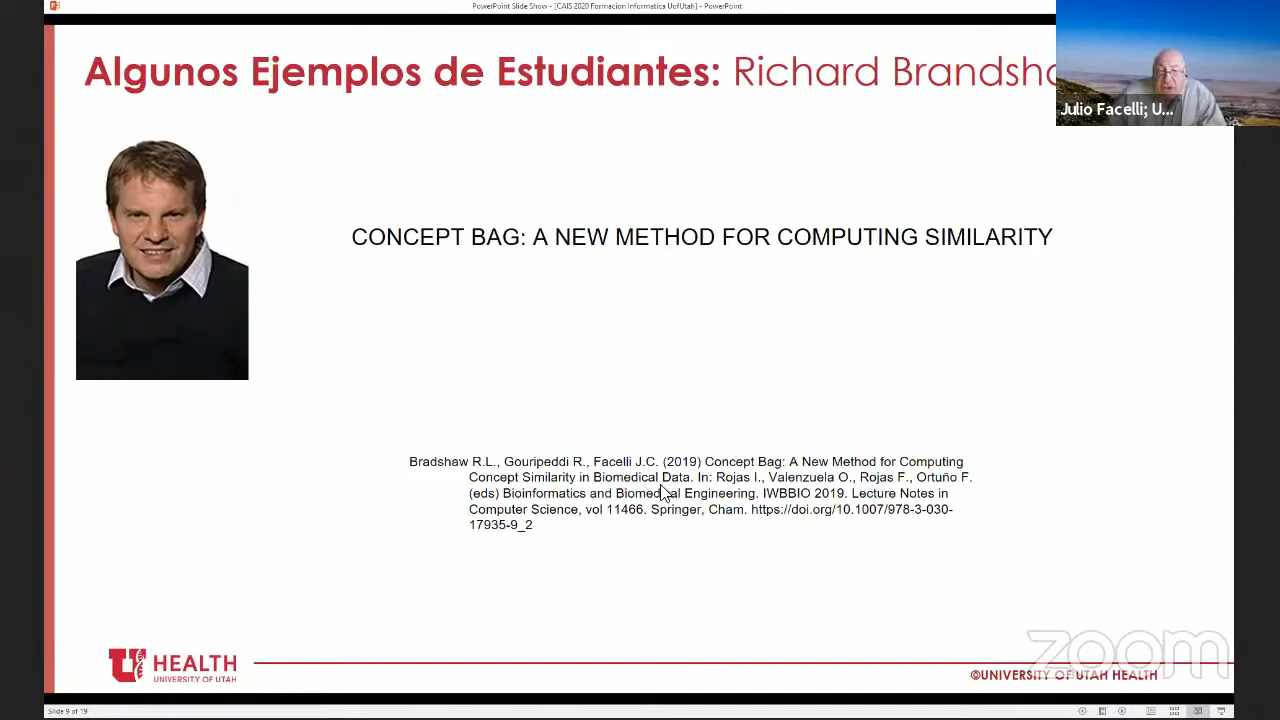 PowerPoint Slide Show - [CAIS 2020 Formacion Informatica UofUtah] - PowerPoint
Algunos Ejemplos de Estudiantes: Richard Brandsha
Julio Facelli; U...
CONCEPT BAG: A NEW METHOD FOR COMPUTING SIMILARITY
Bradshaw R.L., Gouripeddi R., Facelli J.C. (2019) Concept Bag: A New Method for Computing
Concept Similarity in Biomedical Data. In: Rojas I., Valenzuela O., Rojas F., Ortuño F.
(eds) Bioinformatics and Biomedical Engineering. IWBBIO 2019. Lecture Notes in
Computer Science, vol 11466. Springer, Cham. https://doi.org/10.1007/978-3-030-
17935-9_2
HEALTH
UNIVERSITY OF UTAH
zoom
©UNIVERSITY OF UTAH HEALTH
Slide 9 of 19